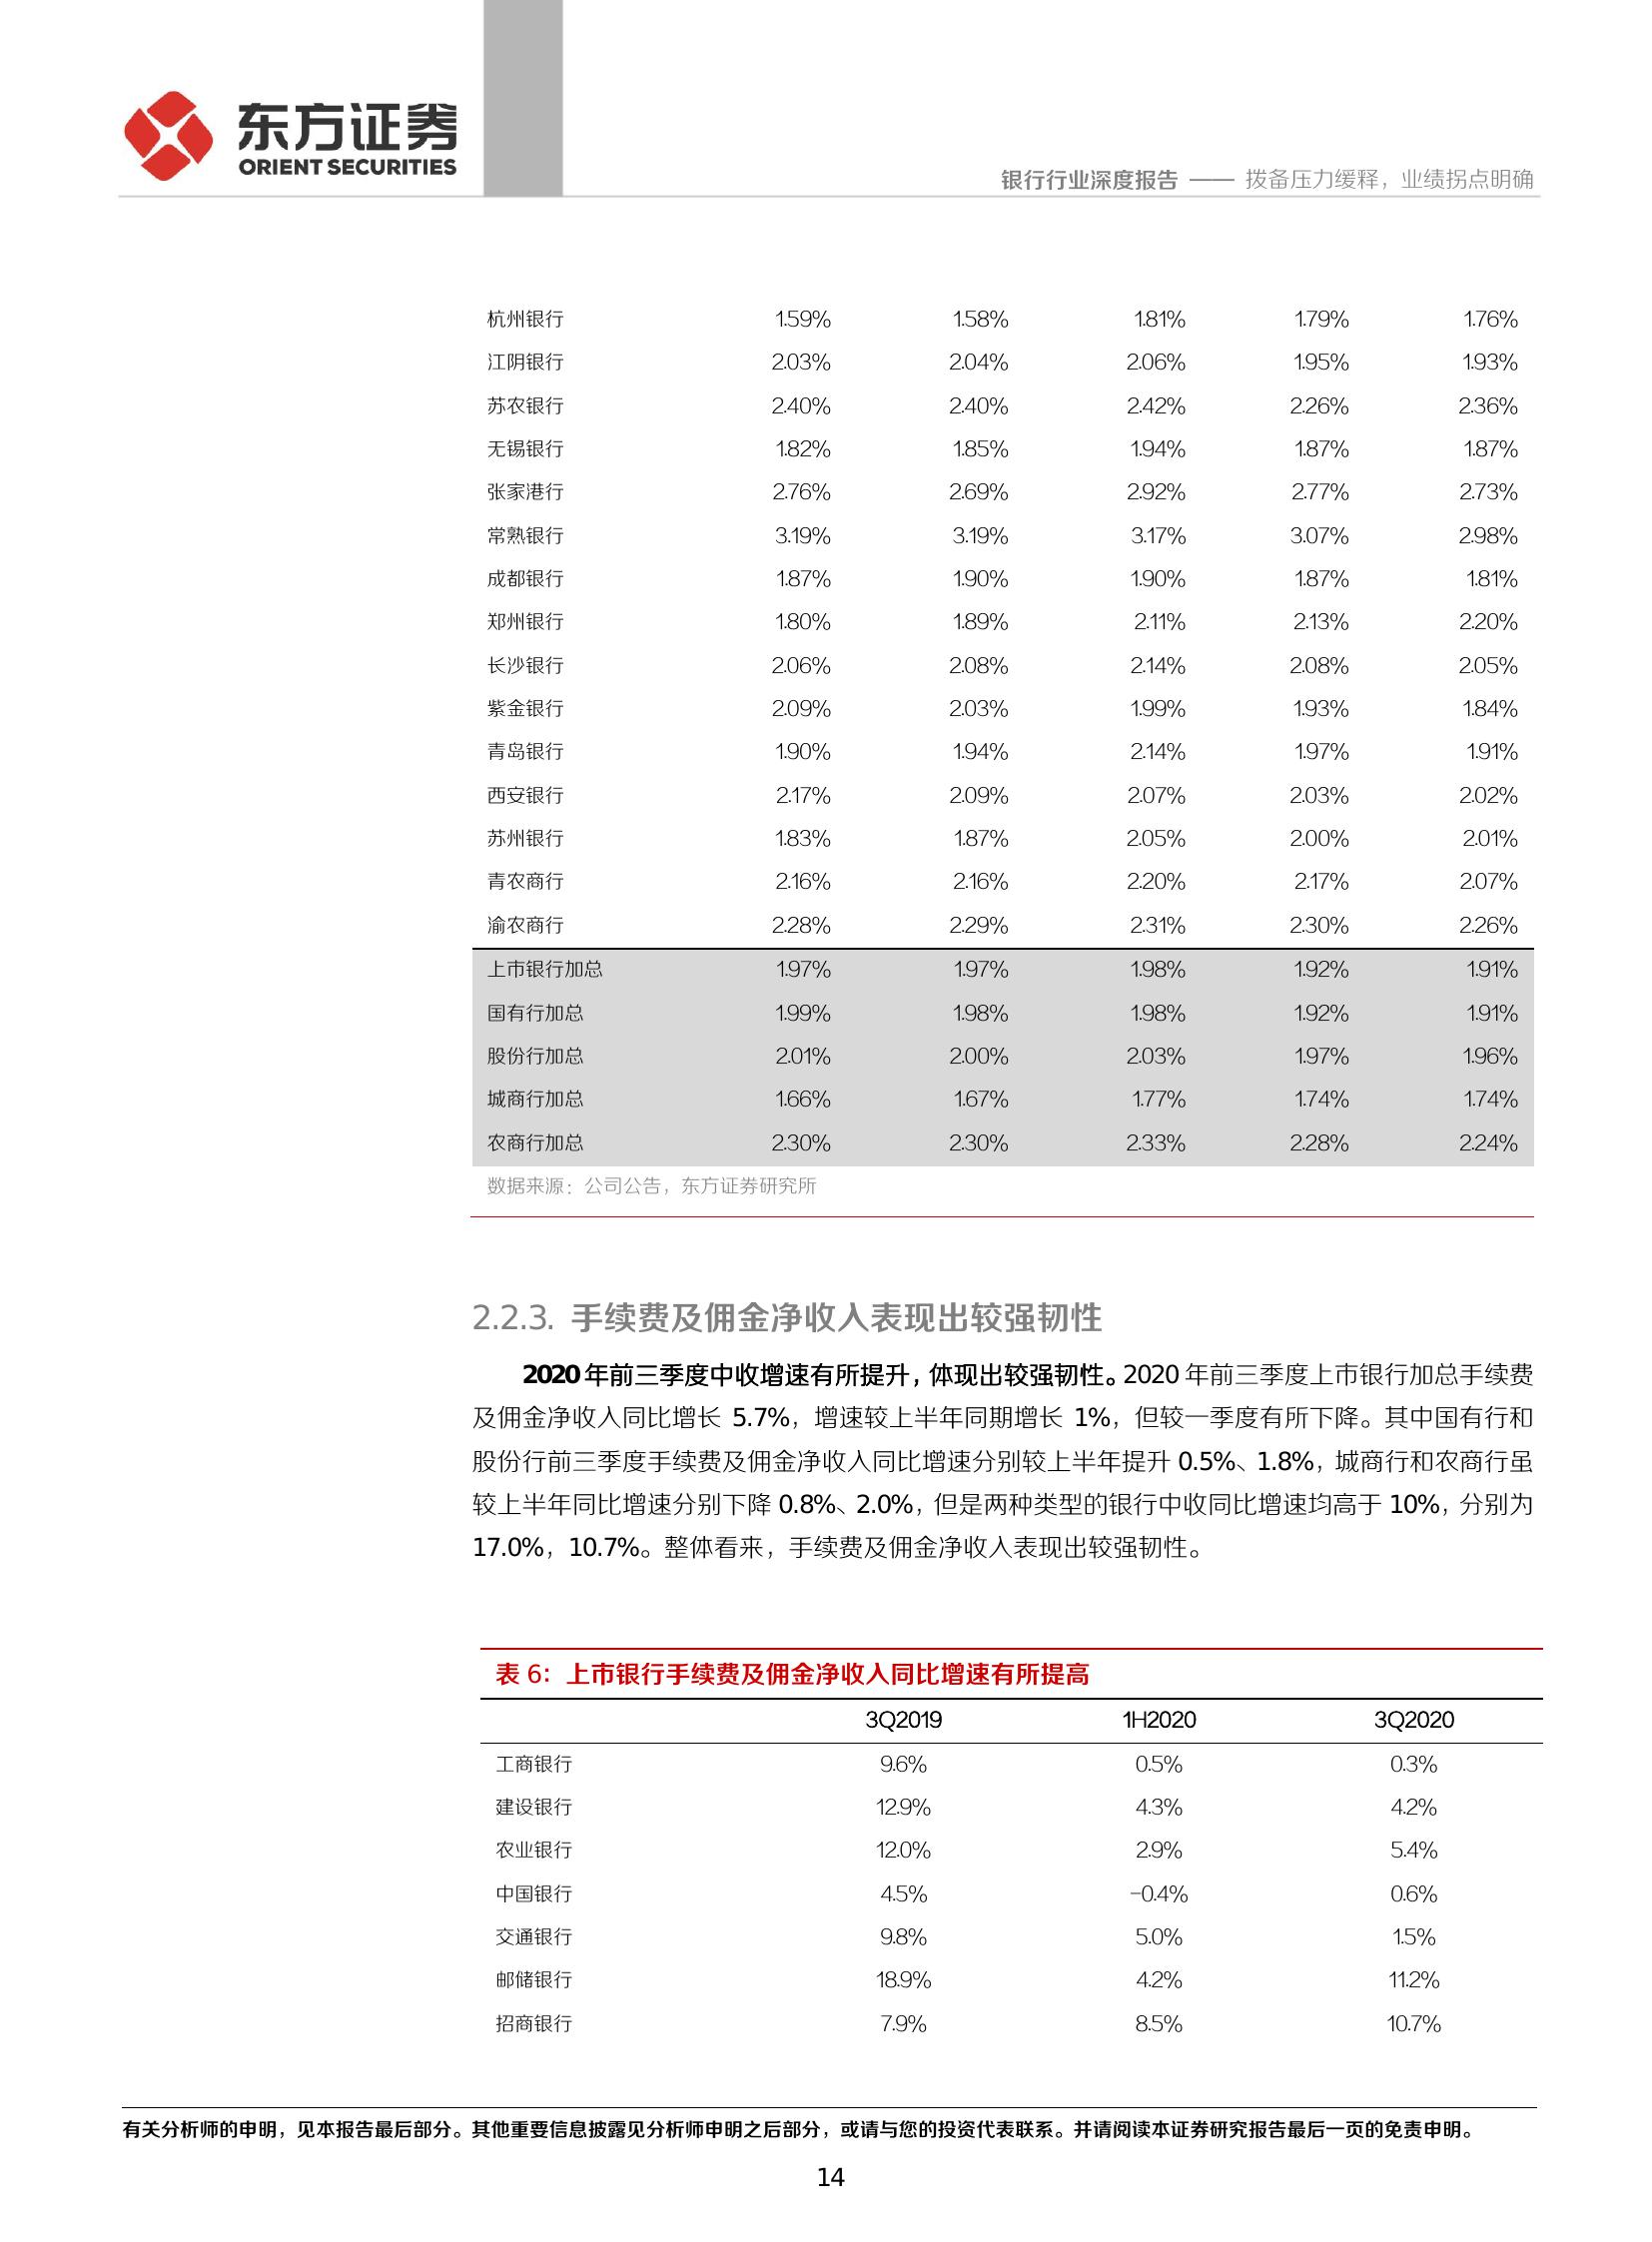 东方证券
ORIENT SECURITIES
银行行业深度报告 —— 拨备压力缓释，业绩拐点明确
杭州银行 1.59% 1.58% 1.81% 1.79% 1.76%
江阴银行 2.03% 2.04% 2.06% 1.95% 1.93%
苏农银行 2.40% 2.40% 2.42% 2.26% 2.36%
无锡银行 1.82% 1.85% 1.94% 1.87% 1.87%
张家港行 2.76% 2.69% 2.92% 2.77% 2.73%
常熟银行 3.19% 3.19% 3.17% 3.07% 2.98%
成都银行 1.87% 1.90% 1.90% 1.87% 1.81%
郑州银行 1.80% 1.89% 2.11% 2.13% 2.20%
长沙银行 2.06% 2.08% 2.14% 2.08% 2.05%
紫金银行 2.09% 2.03% 1.99% 1.93% 1.84%
青岛银行 1.90% 1.94% 2.14% 1.97% 1.91%
西安银行 2.17% 2.09% 2.07% 2.03% 2.02%
苏州银行 1.83% 1.87% 2.05% 2.00% 2.01%
青农商行 2.16% 2.16% 2.20% 2.17% 2.07%
渝农商行 2.28% 2.29% 2.31% 2.30% 2.26%
上市银行加总 1.97% 1.97% 1.98% 1.92% 1.91%
国有行加总 1.99% 1.98% 1.98% 1.92% 1.91%
股份行加总 2.01% 2.00% 2.03% 1.97% 1.96%
城商行加总 1.66% 1.67% 1.77% 1.74% 1.74%
农商行加总 2.30% 2.30% 2.33% 2.28% 2.24%
数据来源：公司公告，东方证券研究所
2.2.3. 手续费及佣金净收入表现出较强韧性
2020 年前三季度中收增速有所提升，体现出较强韧性。2020 年前三季度上市银行加总手续费
及佣金净收入同比增长 5.7%，增速较上半年同期增长 1%，但较一季度有所下降。其中国有行和
股份行前三季度手续费及佣金净收入同比增速分别较上半年提升 0.5%、1.8%，城商行和农商行虽
较上半年同比增速分别下降 0.8%、2.0%，但是两种类型的银行中收同比增速均高于 10%，分别为
17.0%，10.7%。整体看来，手续费及佣金净收入表现出较强韧性。
表 6：上市银行手续费及佣金净收入同比增速有所提高
3Q2019 1H2020 3Q2020
工商银行 9.6% 0.5% 0.3%
建设银行 12.9% 4.3% 4.2%
农业银行 12.0% 2.9% 5.4%
中国银行 4.5% -0.4% 0.6%
交通银行 9.8% 5.0% 1.5%
邮储银行 18.9% 4.2% 11.2%
招商银行 7.9% 8.5% 10.7%
有关分析师的申明，见本报告最后部分。其他重要信息披露见分析师申明之后部分，或请与您的投资代表联系。并请阅读本证券研究报告最后一页的免责申明。
14